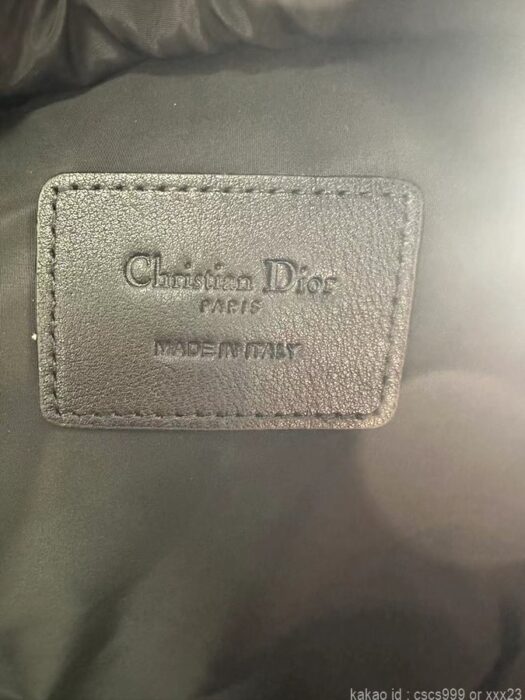 Christian Dior
PARIS
MADE IN ITALY
kakao id : cscs999 or xxx23